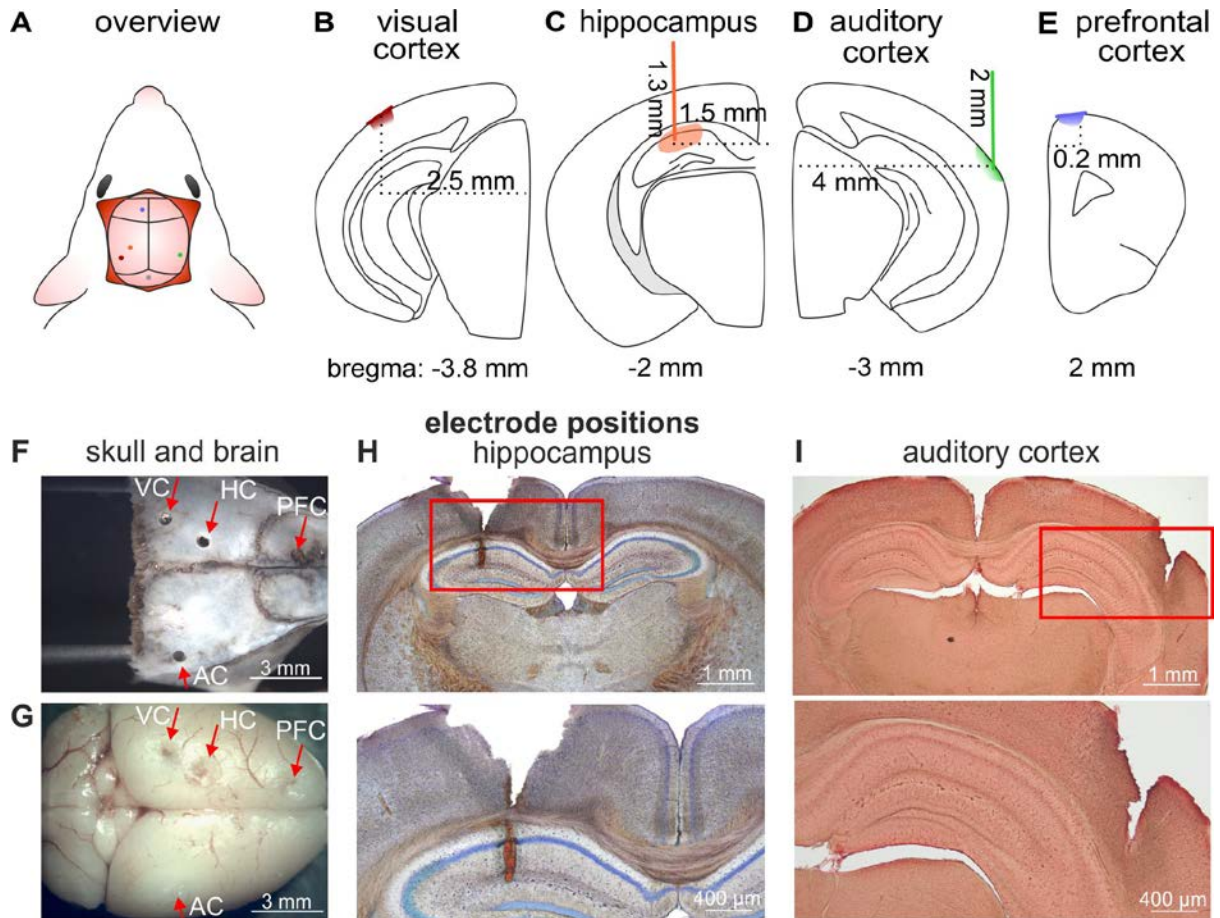 A overview
B visual
cortex
2.5 mm
bregma: -3.8 mm
C hippocampus
1.3 mm
1.5 mm
-2 mm
D auditory
cortex
2 mm
4 mm
-3 mm
E prefrontal
cortex
0.2 mm
2 mm
electrode positions
F skull and brain
VC
HC
PFC
AC
3 mm
G
VC
HC
PFC
AC
3 mm
H hippocampus
1 mm
400 µm
I auditory cortex
1 mm
400 µm